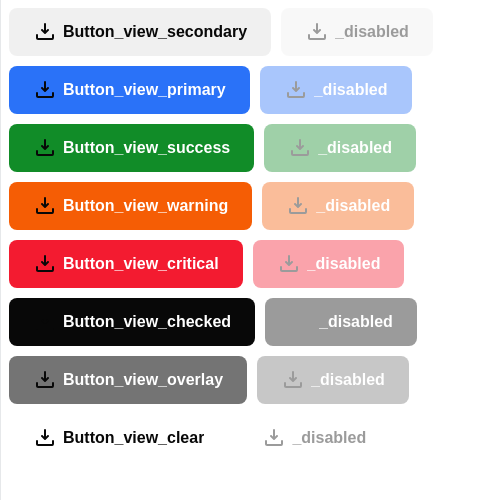 Button_view_secondary _disabled
Button_view_primary _disabled
Button_view_success _disabled
Button_view_warning _disabled
Button_view_critical _disabled
Button_view_checked _disabled
Button_view_overlay _disabled
Button_view_clear _disabled